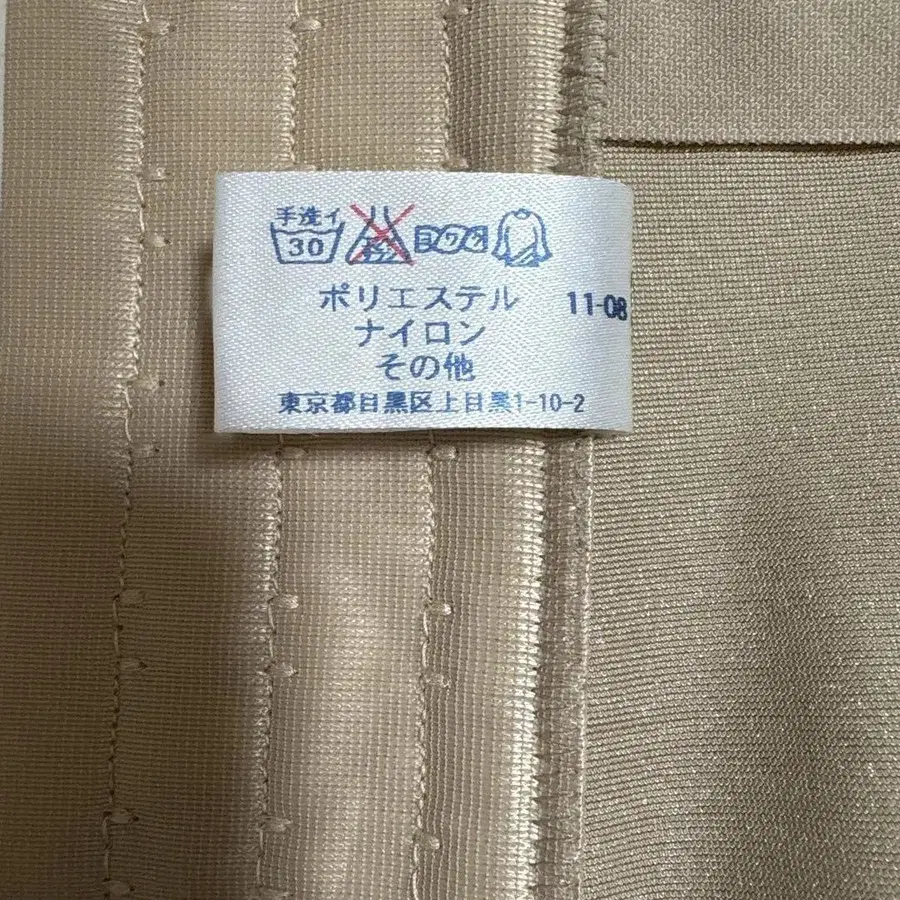 手洗イ
30 ヨワク
ポリエステル 11-08
ナイロン
その他
東京都目黒区上目黒1-10-2